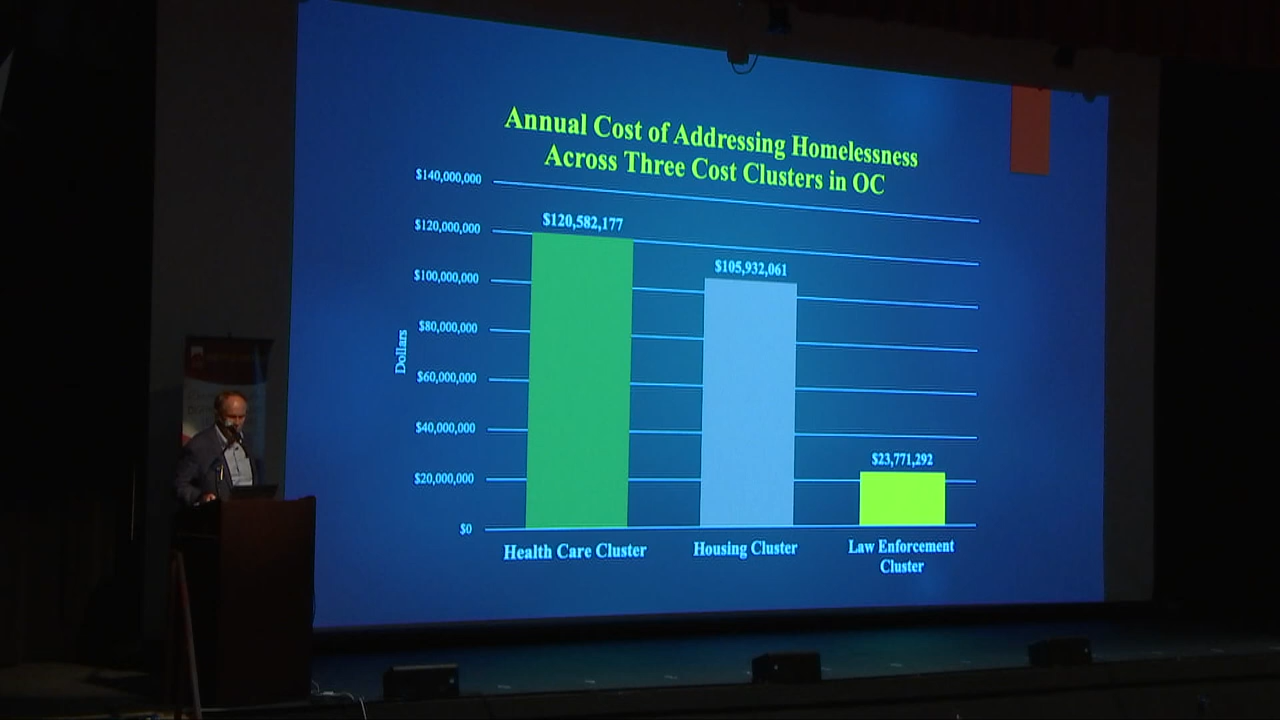 Annual Cost of Addressing Homelessness
Across Three Cost Clusters in OC
$140,000,000
$120,000,000
$100,000,000
$80,000,000
$60,000,000
$40,000,000
$20,000,000
$0
Dollars
$120,582,177
$105,932,061
$23,771,292
Health Care Cluster
Housing Cluster
Law Enforcement
Cluster